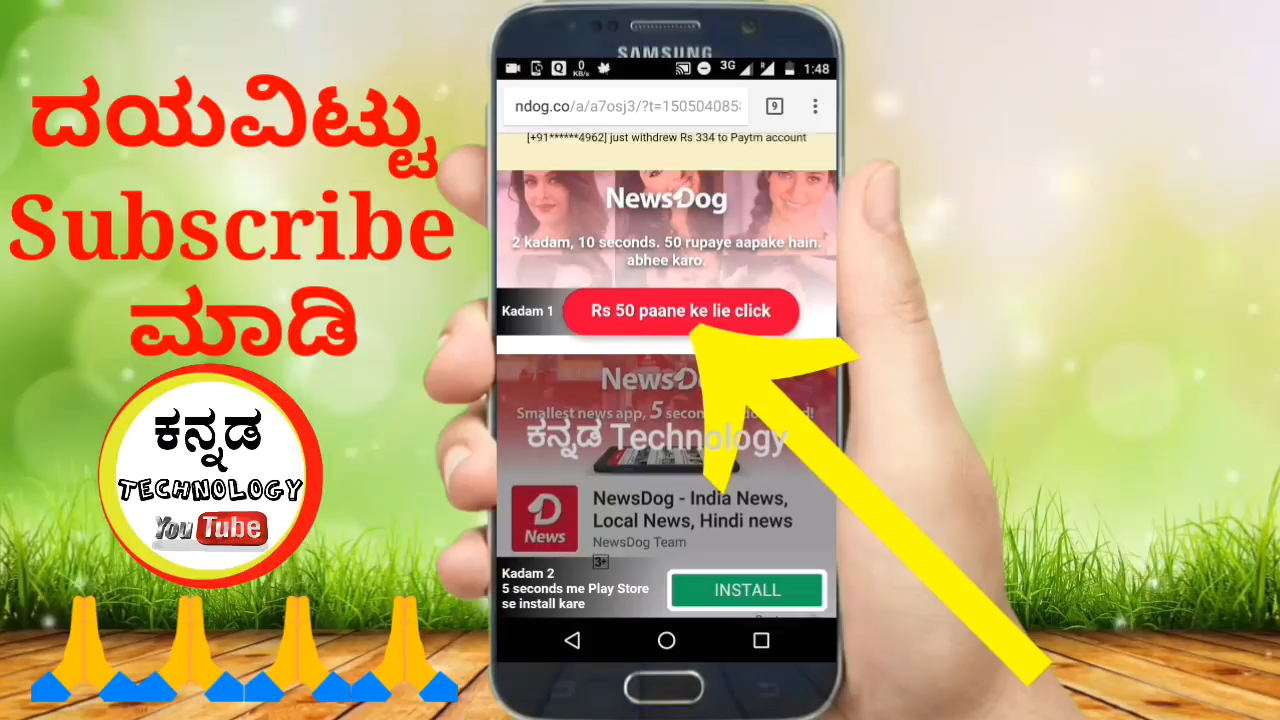 ದಯವಿಟ್ಟು
Subscribe
ಮಾಡಿ
ಕನ್ನಡ
TECHNOLOGY
YouTube
SAMSUNG
0 KB/s 3G R 1:48
ndog.co/a/a7osj3/?t=150504085 9
[+91******4962] just withdrew Rs 334 to Paytm account
NewsDog
2 kadam, 10 seconds. 50 rupaye aapake hain.
abhee karo.
Kadam 1 Rs 50 paane ke lie click
Smallest news app, 5
ಕನ್ನಡ Technology
NewsDog - India News,
Local News, Hindi news
NewsDog Team
3+
News
Kadam 2
5 seconds me Play Store
se install kare
INSTALL